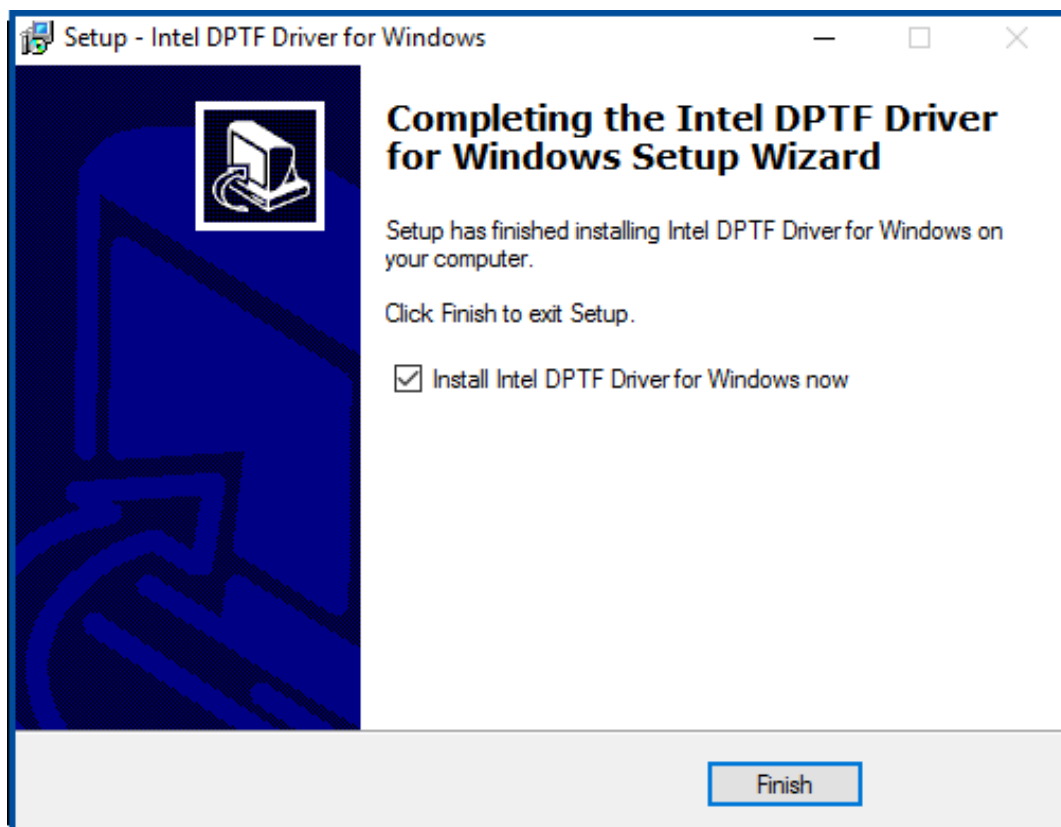 Setup - Intel DPTF Driver for Windows
Completing the Intel DPTF Driver
for Windows Setup Wizard
Setup has finished installing Intel DPTF Driver for Windows on
your computer.
Click Finish to exit Setup.
Install Intel DPTF Driver for Windows now
Finish